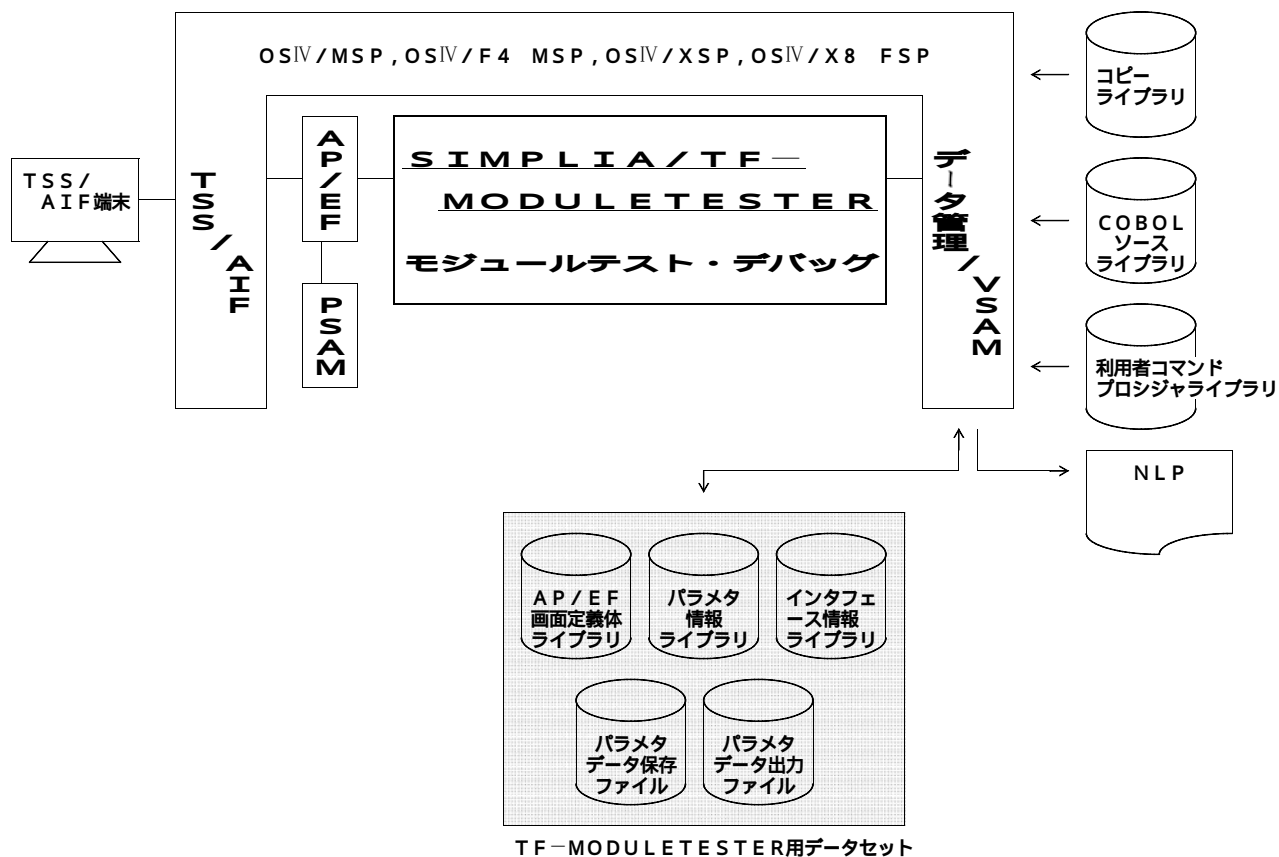 ＯＳⅣ／ＭＳＰ，ＯＳⅣ／Ｆ４　ＭＳＰ，ＯＳⅣ／ＸＳＰ，ＯＳⅣ／Ｘ８　ＦＳＰ
ＴＳＳ／
ＡＩＦ端末
ＴＳＳ／ＡＩＦ
ＡＰ／ＥＦ
ＰＳＡＭ
ＳＩＭＰＬＩＡ／ＴＦ－
ＭＯＤＵＬＥＴＥＳＴＥＲ
モジュールテスト・デバッグ
データ管理／ＶＳＡＭ
コピー
ライブラリ
ＣＯＢＯＬ
ソース
ライブラリ
利用者コマンド
プロシジャライブラリ
ＮＬＰ
ＡＰ／ＥＦ
画面定義体
ライブラリ
パラメタ
情報
ライブラリ
インタフェ
ース情報
ライブラリ
パラメタ
データ保存
ファイル
パラメタ
データ出力
ファイル
ＴＦ－ＭＯＤＵＬＥＴＥＳＴＥＲ用データセット